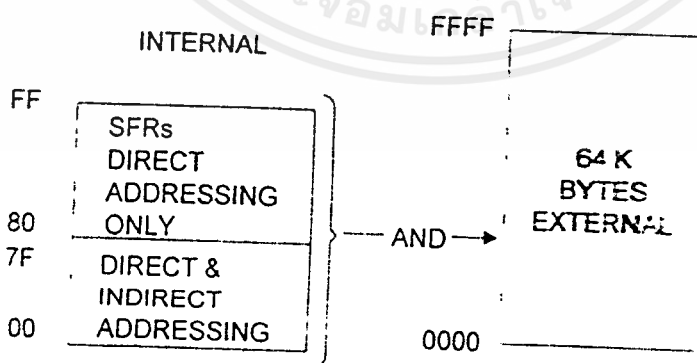 INTERNAL
FF
SFRs
DIRECT
ADDRESSING
80 ONLY
7F DIRECT &
INDIRECT
00 ADDRESSING
AND
FFFF
64 K
BYTES
EXTERNAL
0000